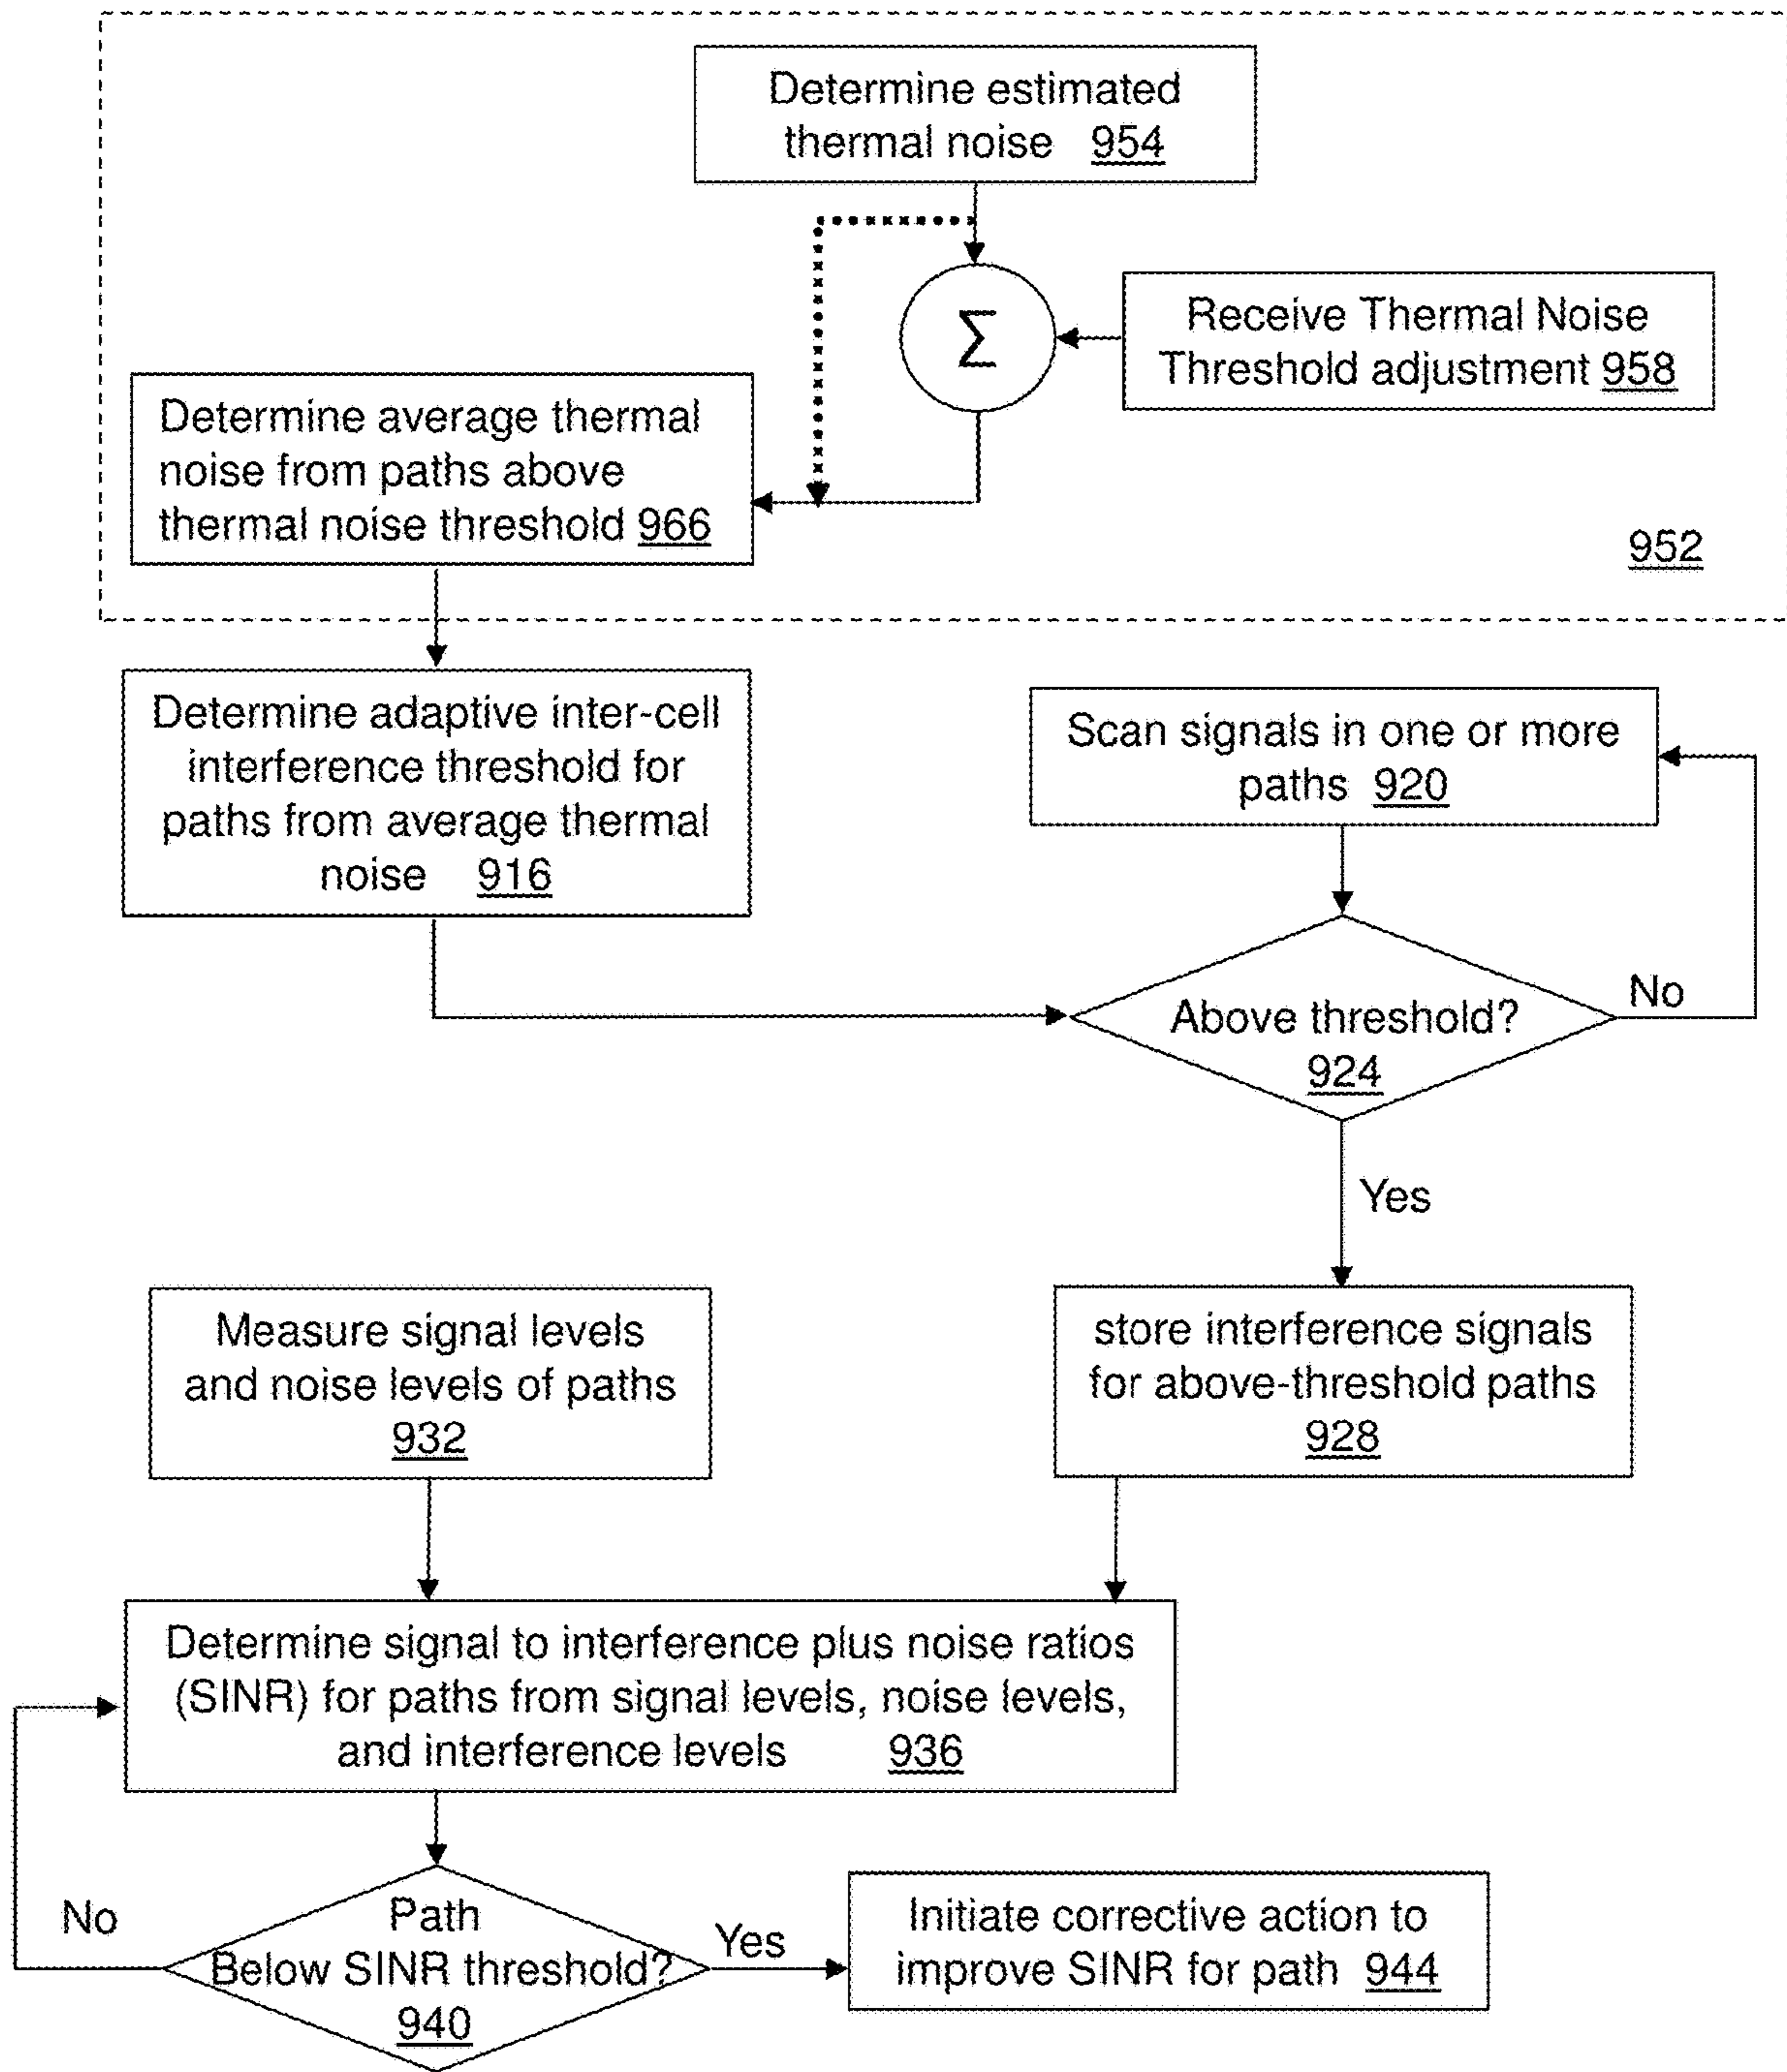 Determine estimated
thermal noise 954
Σ
Receive Thermal Noise
Threshold adjustment 958
Determine average thermal
noise from paths above
thermal noise threshold 966
952
Determine adaptive inter-cell
interference threshold for
paths from average thermal
noise 916
Scan signals in one or more
paths 920
Above threshold?
924
No
Yes
Measure signal levels
and noise levels of paths
932
store interference signals
for above-threshold paths
928
Determine signal to interference plus noise ratios
(SINR) for paths from signal levels, noise levels,
and interference levels 936
No
Path
Below SINR threshold?
940
Yes
Initiate corrective action to
improve SINR for path 944